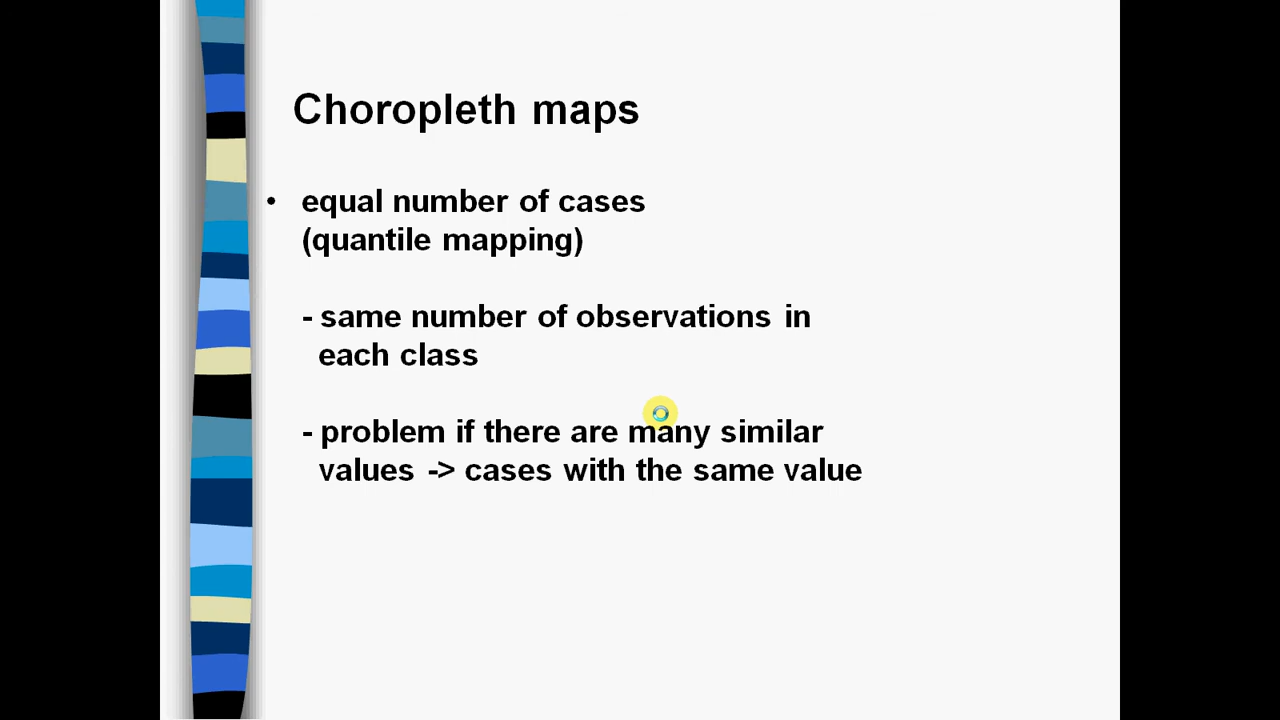 Choropleth maps
• equal number of cases
(quantile mapping)
- same number of observations in
each class
- problem if there are many similar
values -> cases with the same value